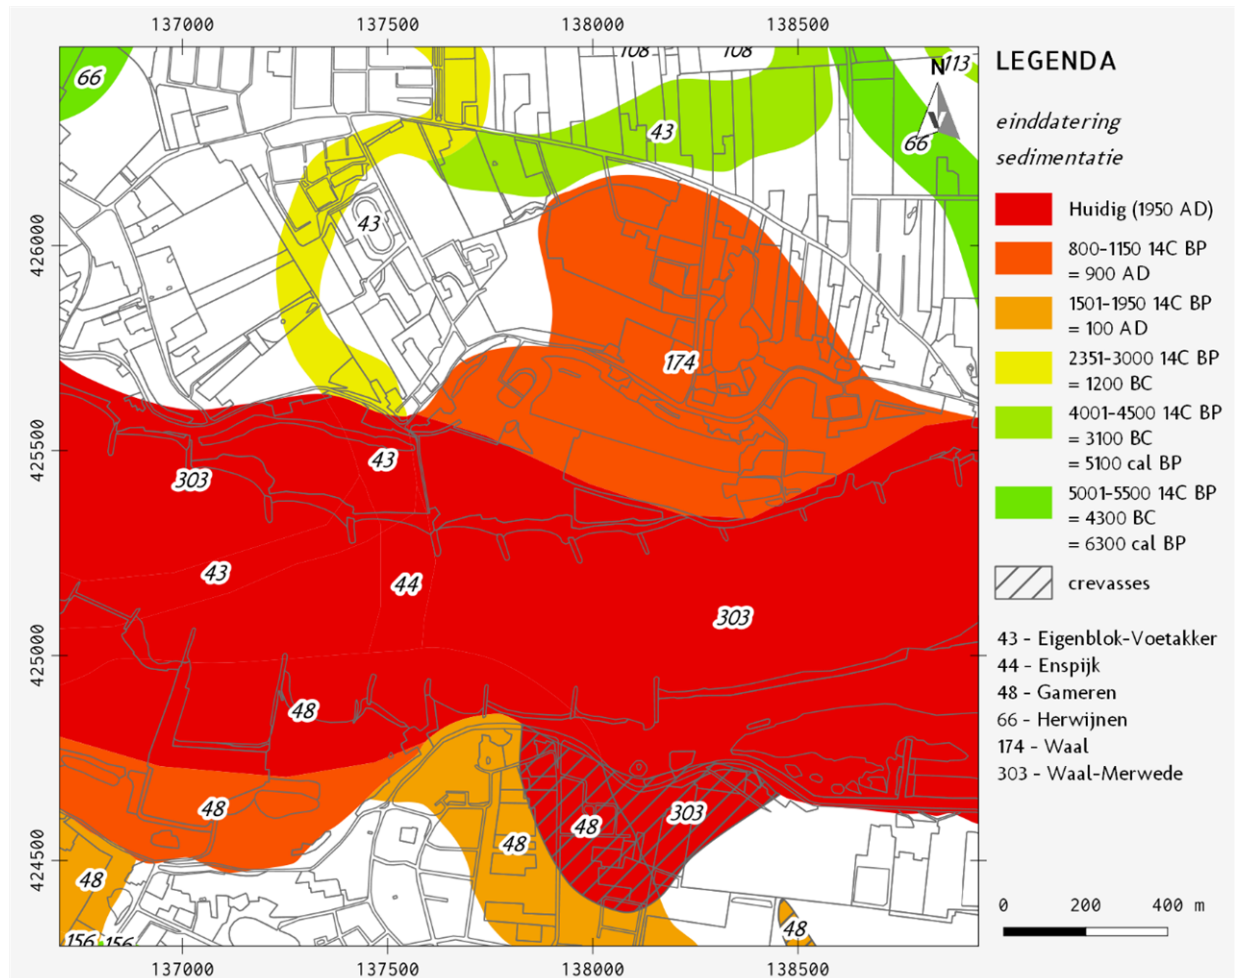 137000 137500 138000 138500
108 108
N 113
66
43
66
43
426000
174
425500
43
303
43
44
303
425000
48
48
303
48
48
424500
48
156 156
48
137000 137500 138000 138500
LEGENDA
einddatering
sedimentatie
Huidig (1950 AD)
800-1150 14C BP
= 900 AD
1501-1950 14C BP
= 100 AD
2351-3000 14C BP
= 1200 BC
4001-4500 14C BP
= 3100 BC
= 5100 cal BP
5001-5500 14C BP
= 4300 BC
= 6300 cal BP
crevasses
43 - Eigenblok-Voetakker
44 - Enspijk
48 - Gameren
66 - Herwijnen
174 - Waal
303 - Waal-Merwede
0 200 400 m